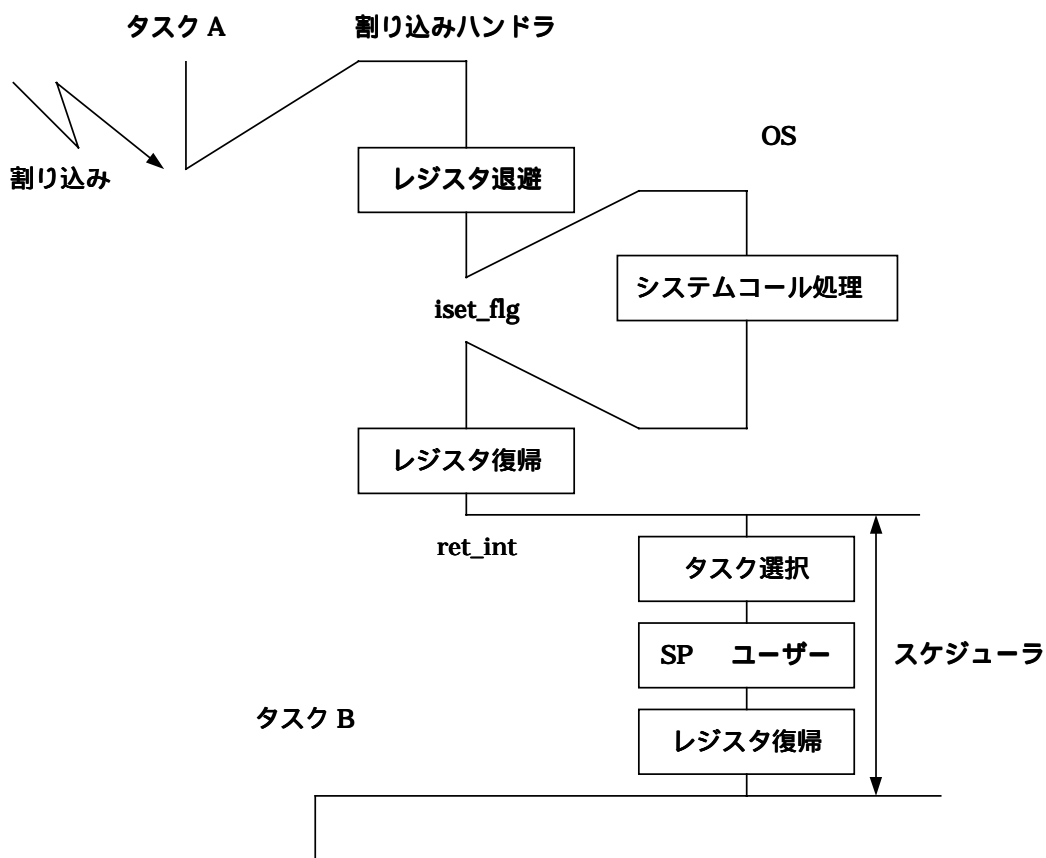 タスク A
割り込みハンドラ
OS
割り込み
レジスタ退避
システムコール処理
iset_flg
レジスタ復帰
ret_int
タスク選択
SP ユーザー
スケジューラ
タスク B
レジスタ復帰